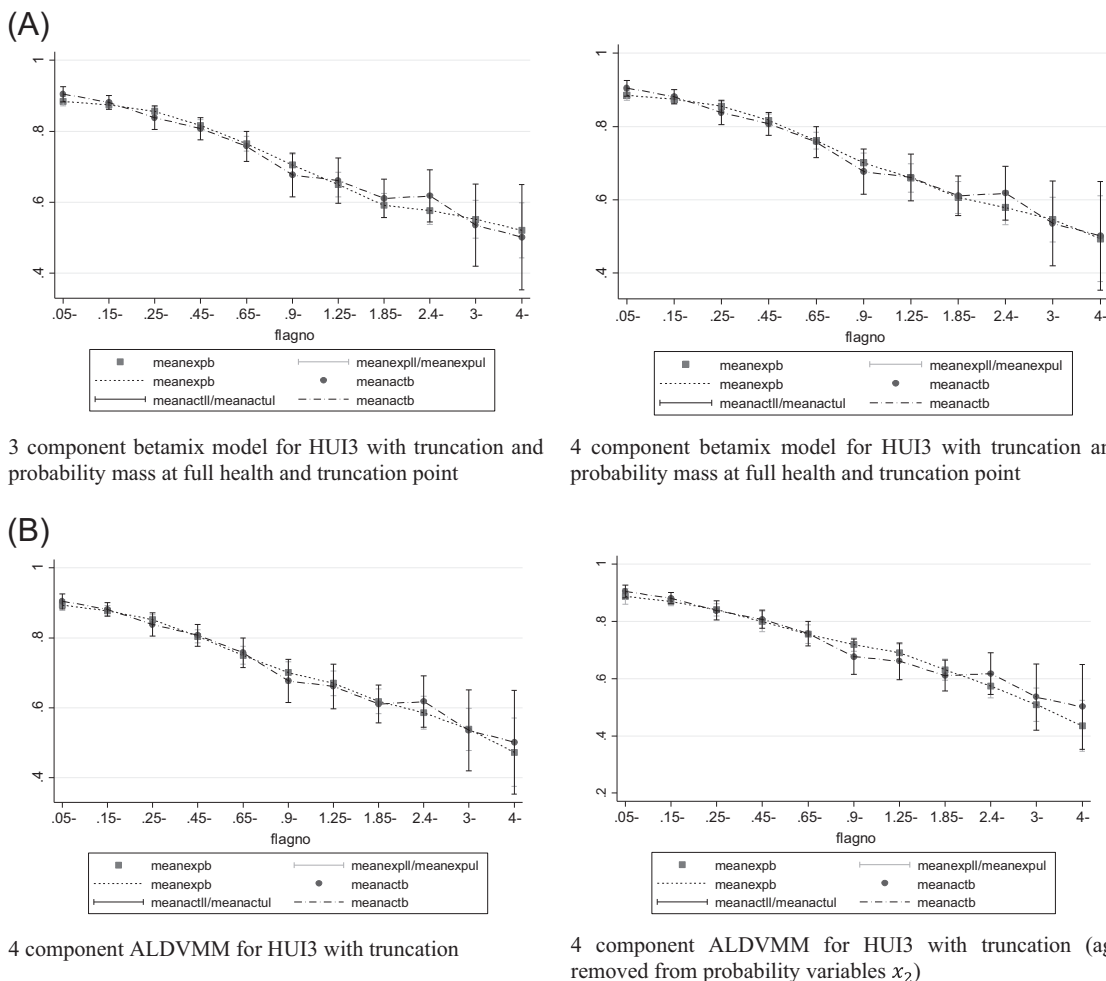 (A)
1
.8
.6
.4
.05- .15- .25- .45- .65- .9- 1.25- 1.85- 2.4- 3- 4-
flagno
meanexpb meanexpll/meanexpul
meanexpb meanactb
meanactll/meanactul meanactb
3 component betamix model for HUI3 with truncation and
probability mass at full health and truncation point
1
.8
.6
.4
.05- .15- .25- .45- .65- .9- 1.25- 1.85- 2.4- 3- 4-
flagno
meanexpb meanexpll/meanexpul
meanexpb meanactb
meanactll/meanactul meanactb
4 component betamix model for HUI3 with truncation
probability mass at full health and truncation point
(B)
1
.8
.6
.4
.05- .15- .25- .45- .65- .9- 1.25- 1.85- 2.4- 3- 4-
flagno
meanexpb meanexpll/meanexpul
meanexpb meanactb
meanactll/meanactul meanactb
4 component ALDVMM for HUI3 with truncation
1
.8
.6
.4
.2
.05- .15- .25- .45- .65- .9- 1.25- 1.85- 2.4- 3- 4-
flagno
meanexpb meanexpll/meanexpul
meanexpb meanactb
meanactll/meanactul meanactb
4 component ALDVMM for HUI3 with truncation
removed from probability variables x₂)